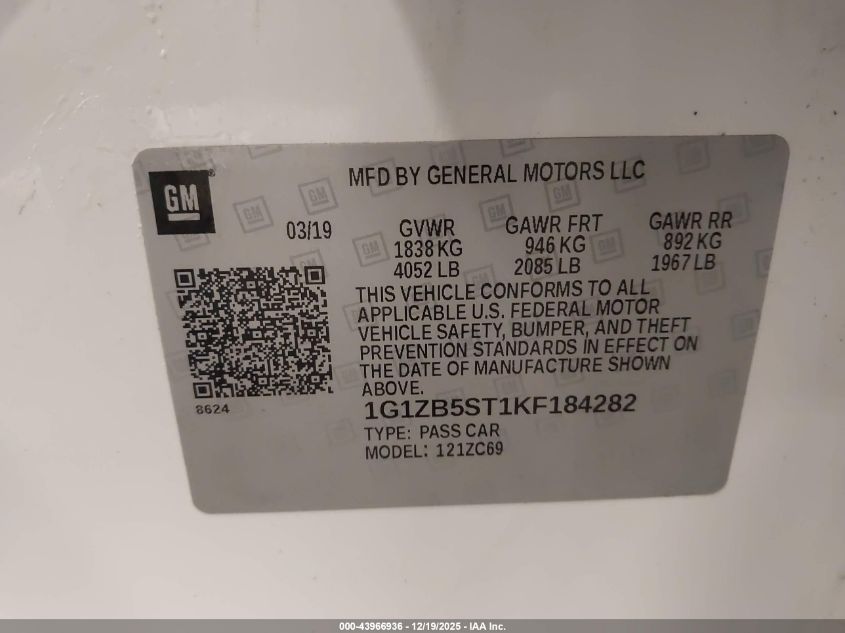 GM
MFD BY GENERAL MOTORS LLC
03/19
GVWR
1838 KG
4052 LB
GAWR FRT
946 KG
2085 LB
GAWR RR
892 KG
1967 LB
THIS VEHICLE CONFORMS TO ALL
APPLICABLE U.S. FEDERAL MOTOR
VEHICLE SAFETY, BUMPER, AND THEFT
PREVENTION STANDARDS IN EFFECT ON
THE DATE OF MANUFACTURE SHOWN
ABOVE.
8624
1G1ZB5ST1KF184282
TYPE: PASS CAR
MODEL: 121ZC69
000-43966936 - 12/19/2025 - IAA Inc.